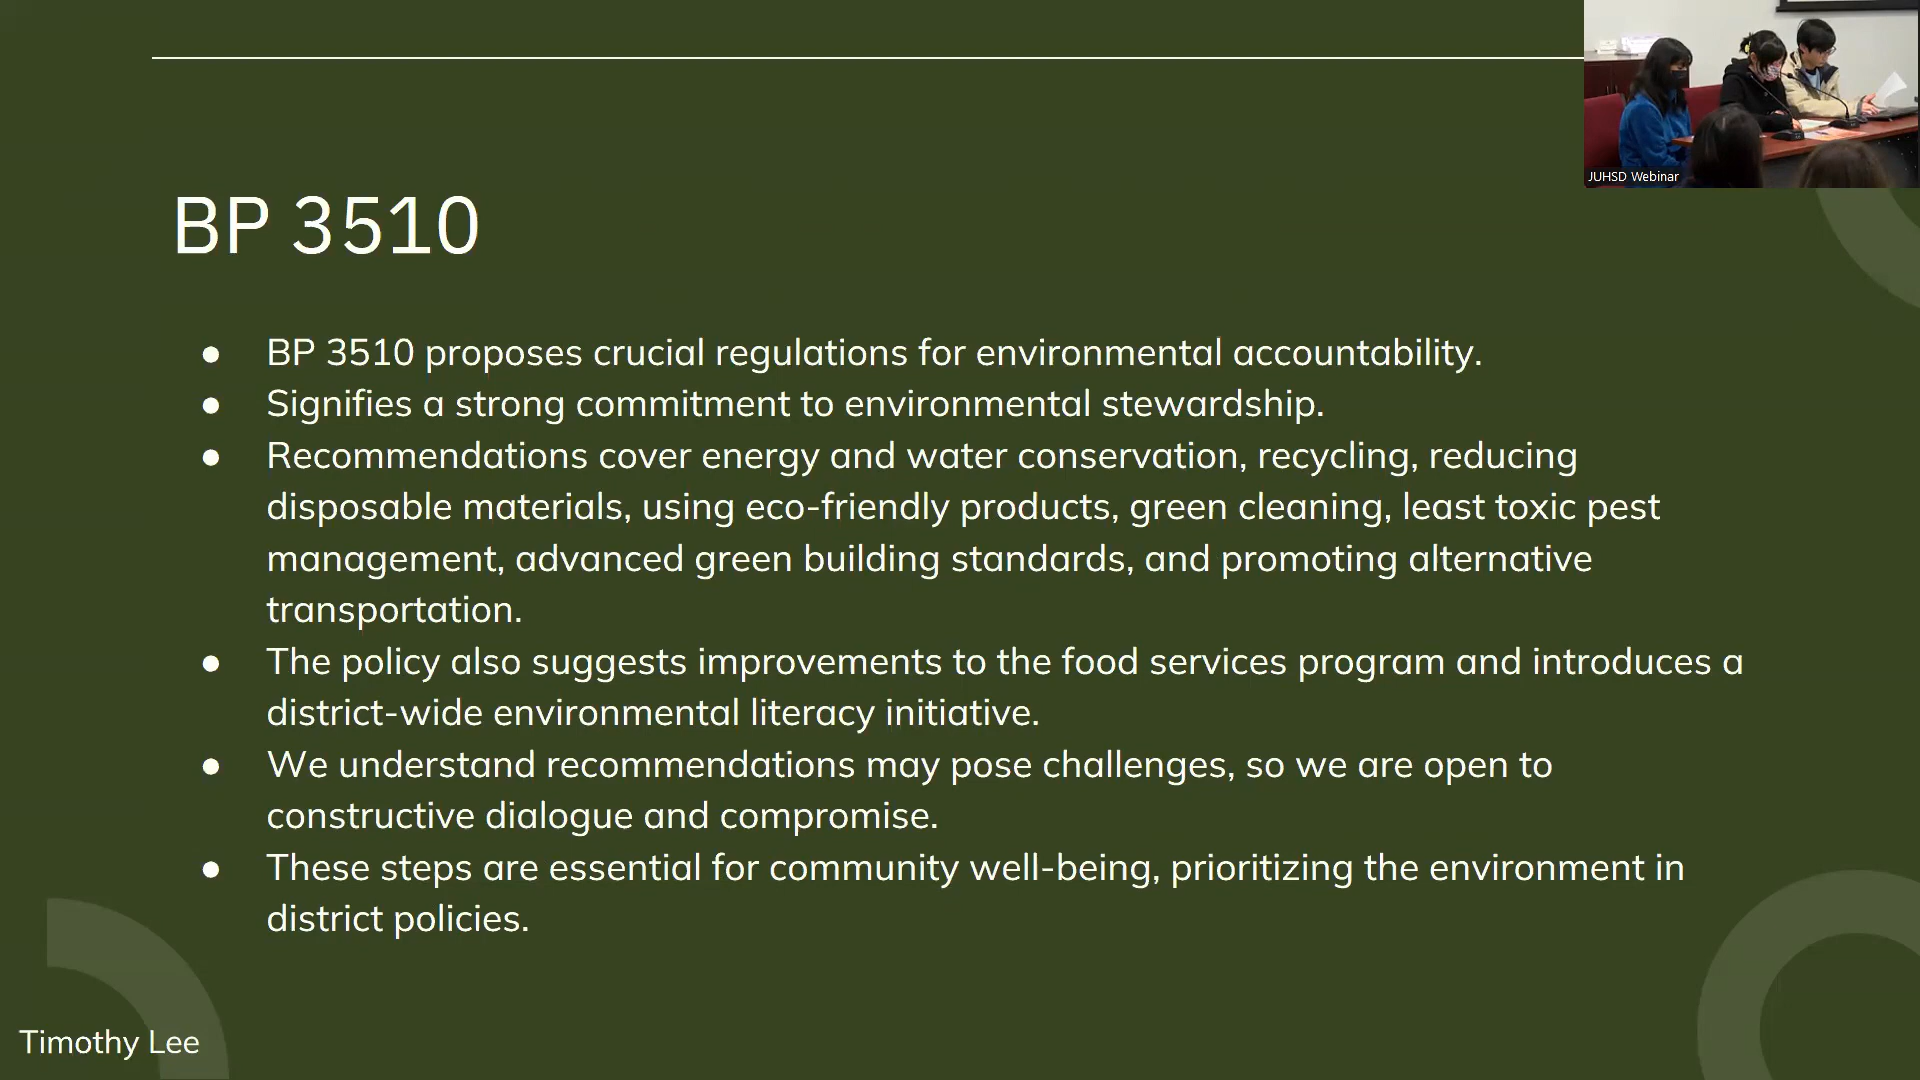 JUHSD Webinar
BP 3510
● BP 3510 proposes crucial regulations for environmental accountability.
● Signifies a strong commitment to environmental stewardship.
● Recommendations cover energy and water conservation, recycling, reducing
disposable materials, using eco-friendly products, green cleaning, least toxic pest
management, advanced green building standards, and promoting alternative
transportation.
● The policy also suggests improvements to the food services program and introduces a
district-wide environmental literacy initiative.
● We understand recommendations may pose challenges, so we are open to
constructive dialogue and compromise.
● These steps are essential for community well-being, prioritizing the environment in
district policies.
Timothy Lee